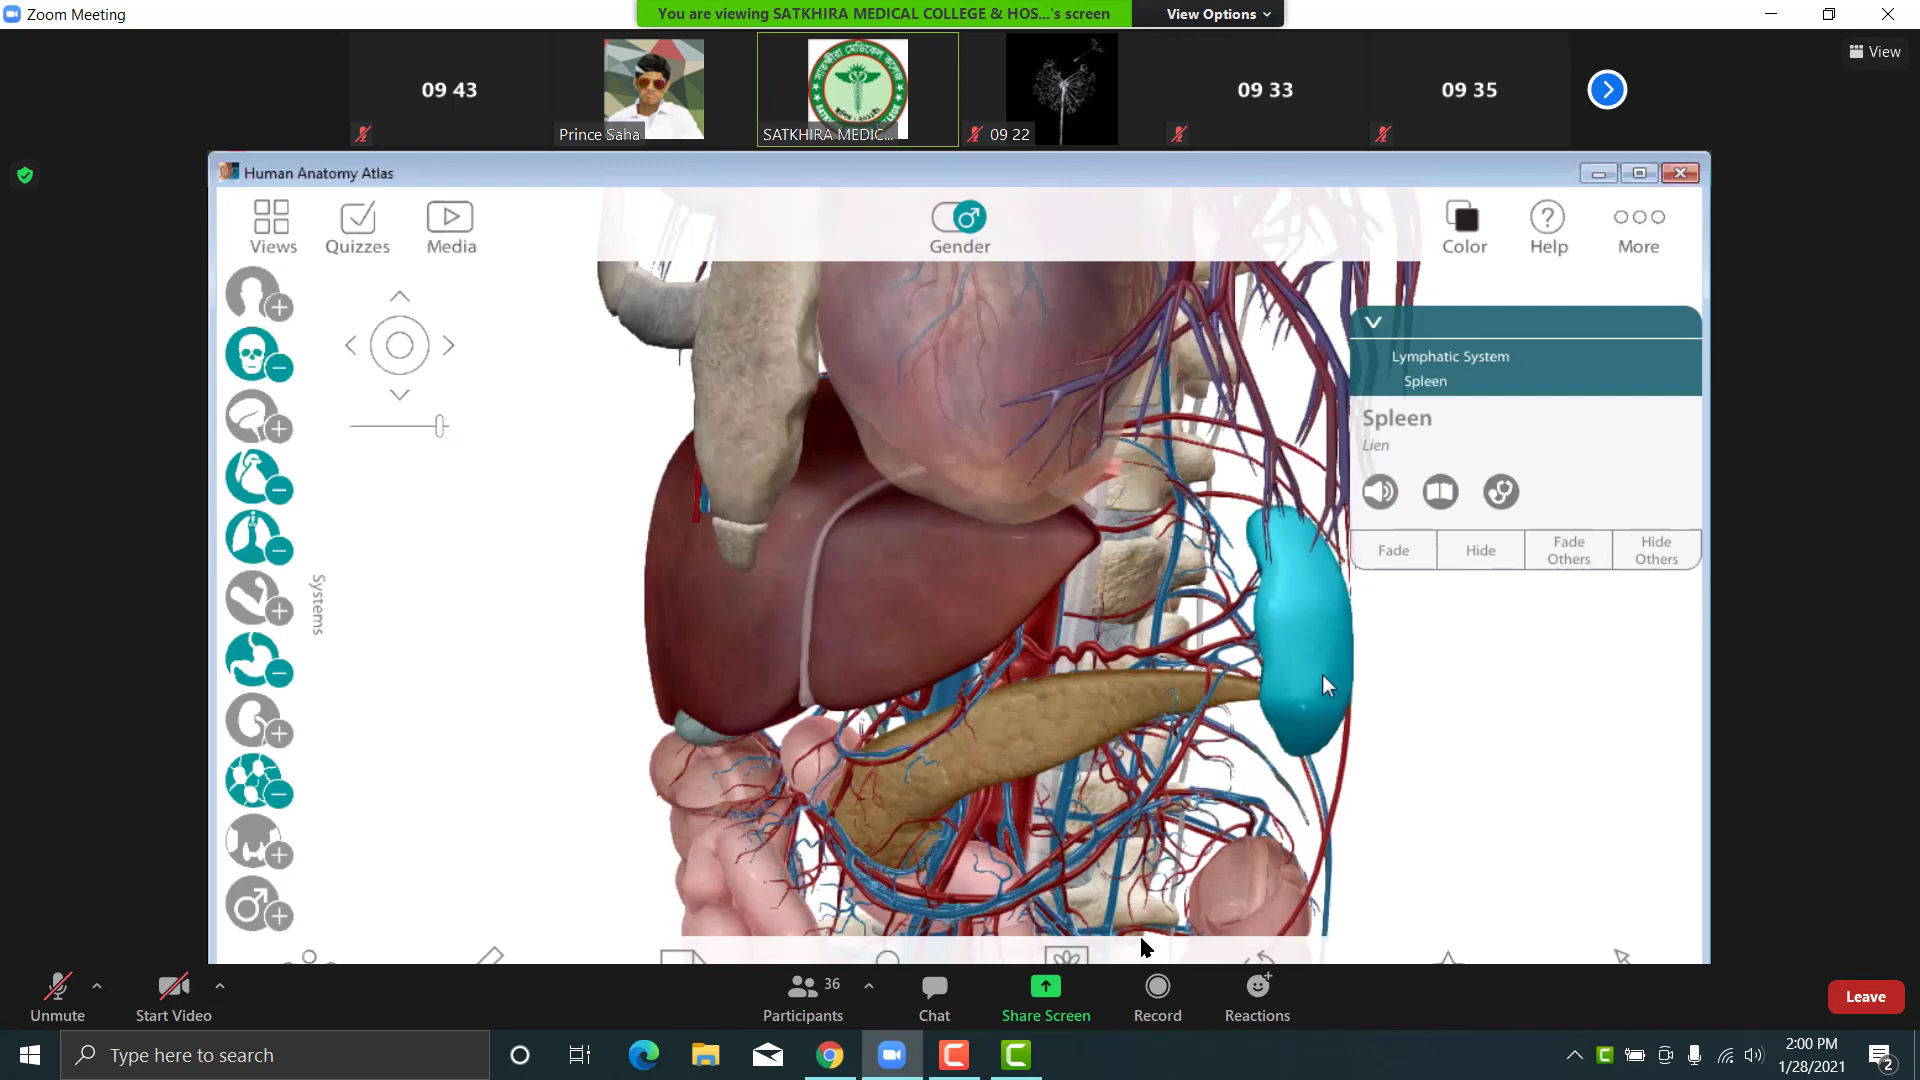 Zoom Meeting
You are viewing SATKHIRA MEDICAL COLLEGE & HOS...'s screen
View Options
View
09 43
Prince Saha
SATKHIRA MEDIC...
09 22
09 33
09 35
Human Anatomy Atlas
Views
Quizzes
Media
Gender
Color
Help
More
Systems
Lymphatic System
Spleen
Spleen
Lien
Fade
Hide
Fade Others
Hide Others
Unmute
Start Video
36
Participants
Chat
Share Screen
Record
Reactions
Leave
Type here to search
2:00 PM
1/28/2021
2